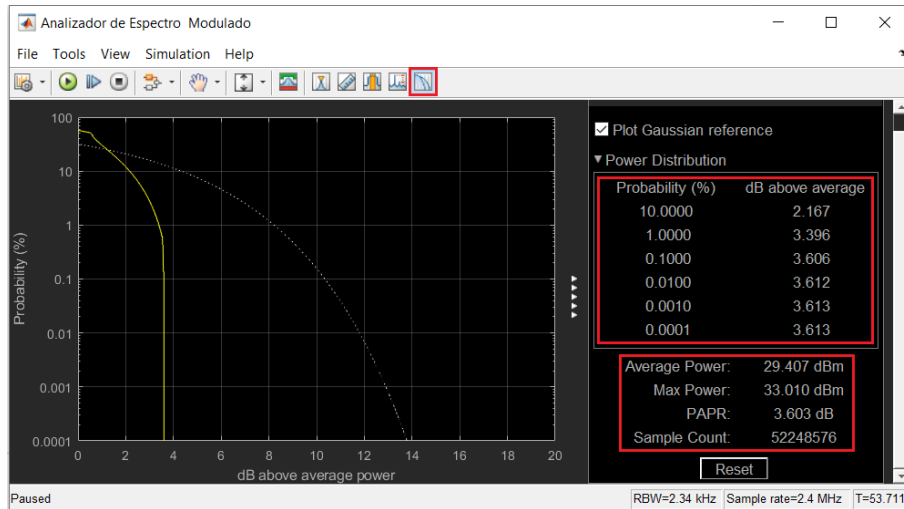 Analizador de Espectro Modulado
File Tools View Simulation Help
100
10
1
0.1
0.01
0.001
0.0001
Probability (%)
0 2 4 6 8 10 12 14 16 18 20
dB above average power
Plot Gaussian reference
Power Distribution
Probability (%) dB above average
10.0000 2.167
1.0000 3.396
0.1000 3.606
0.0100 3.612
0.0010 3.613
0.0001 3.613
Average Power: 29.407 dBm
Max Power: 33.010 dBm
PAPR: 3.603 dB
Sample Count: 52248576
Reset
Paused RBW=2.34 kHz Sample rate=2.4 MHz T=53.711